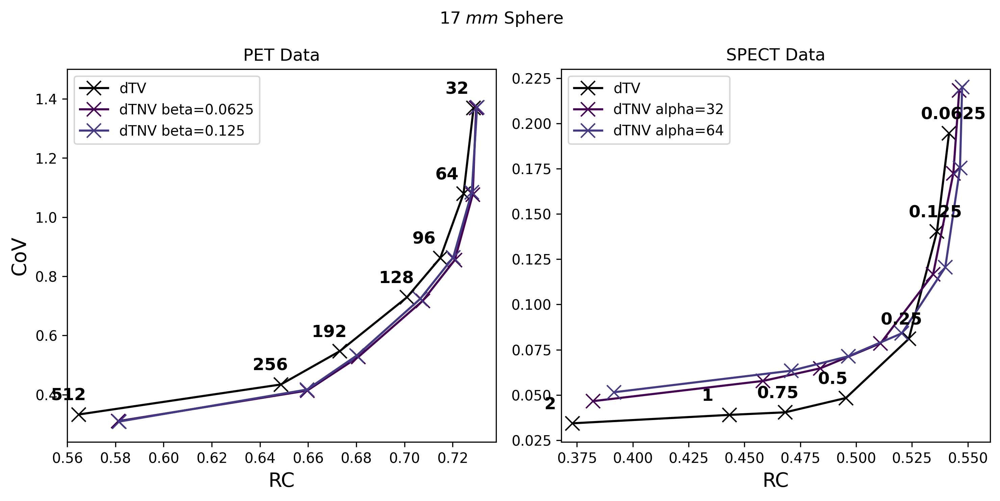 17 mm Sphere
PET Data
dTV
dTNV beta=0.0625
dTNV beta=0.125
32
64
96
128
192
256
512
1.4
1.2
1.0
0.8
0.6
0.4
CoV
0.56 0.58 0.60 0.62 0.64 0.66 0.68 0.70 0.72
RC
SPECT Data
dTV
dTNV alpha=32
dTNV alpha=64
0.0625
0.125
0.25
0.5
0.75
1
2
0.225
0.200
0.175
0.150
0.125
0.100
0.075
0.050
0.025
0.375 0.400 0.425 0.450 0.475 0.500 0.525 0.550
RC